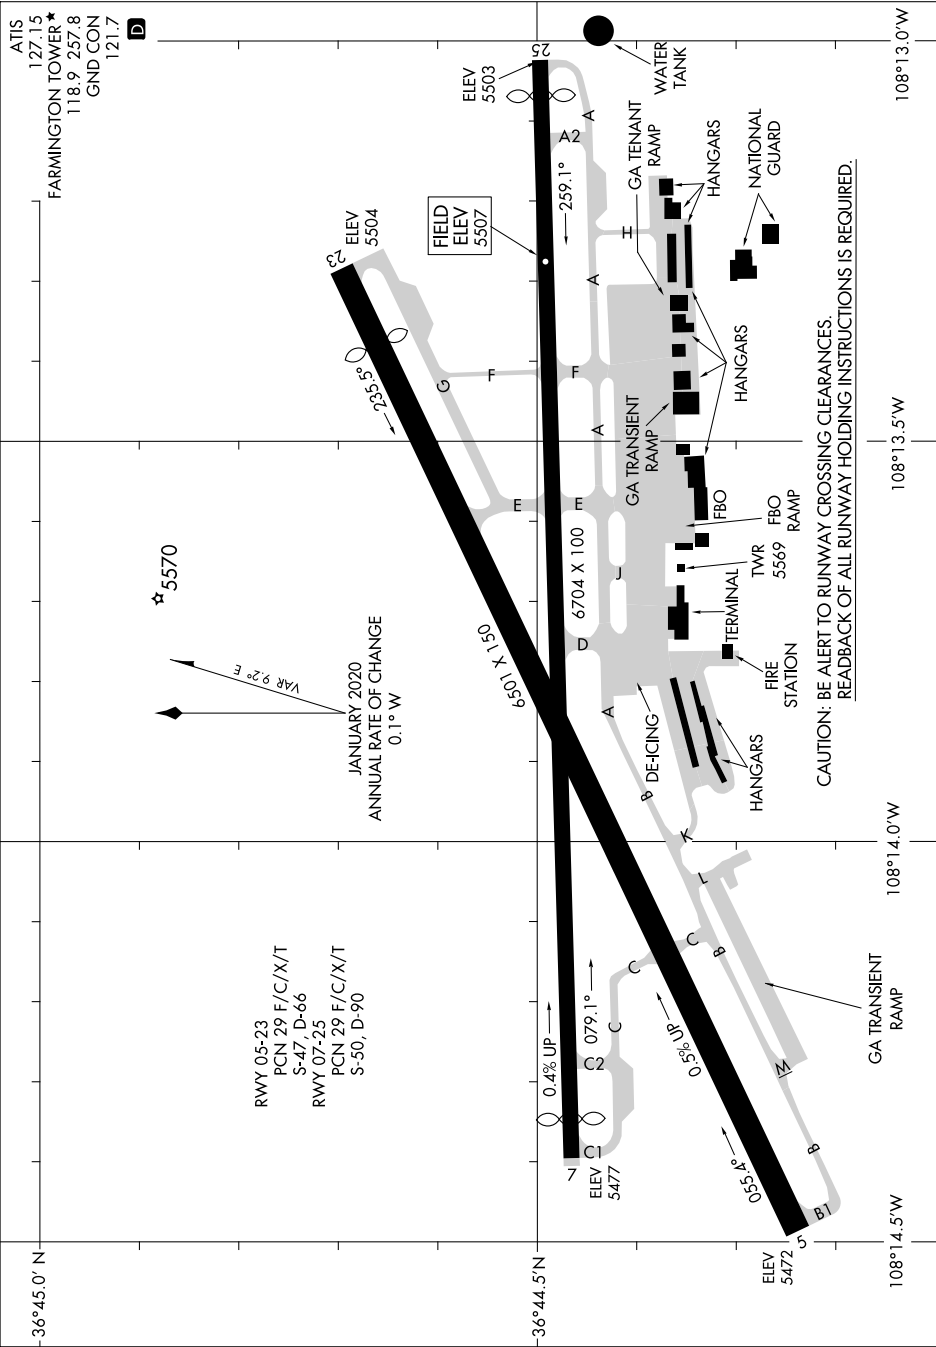 ATIS
127.15
FARMINGTON TOWER ★
118.9 257.8
GND CON
121.7
D
108°13.0'W
108°13.5'W
108°14.0'W
108°14.5'W
36°45.0' N
36°44.5'N
WATER
TANK
25
ELEV
5503
A
A2
259.1°
FIELD
ELEV
5507
23
ELEV
5504
235.5°
G
F
F
A
A
H
GA TENANT
RAMP
HANGARS
NATIONAL
GUARD
HANGARS
GA TRANSIENT
RAMP
E
E
FBO
FBO
RAMP
TWR
5569
TERMINAL
FIRE
STATION
J
D
6704 X 100
6501 X 150
5570
VAR 9.2° E
JANUARY 2020
ANNUAL RATE OF CHANGE
0.1° W
A
B
DE-ICING
HANGARS
K
L
C
C
C
B
RWY 05-23
PCN 29 F/C/X/T
S-47, D-66
RWY 07-25
PCN 29 F/C/X/T
S-50, D-90
0.4% UP
079.1°
C2
C1
7
ELEV
5477
0.5% UP
055.4°
M
B
B1
5
ELEV
5472
GA TRANSIENT
RAMP
CAUTION: BE ALERT TO RUNWAY CROSSING CLEARANCES.
READBACK OF ALL RUNWAY HOLDING INSTRUCTIONS IS REQUIRED.